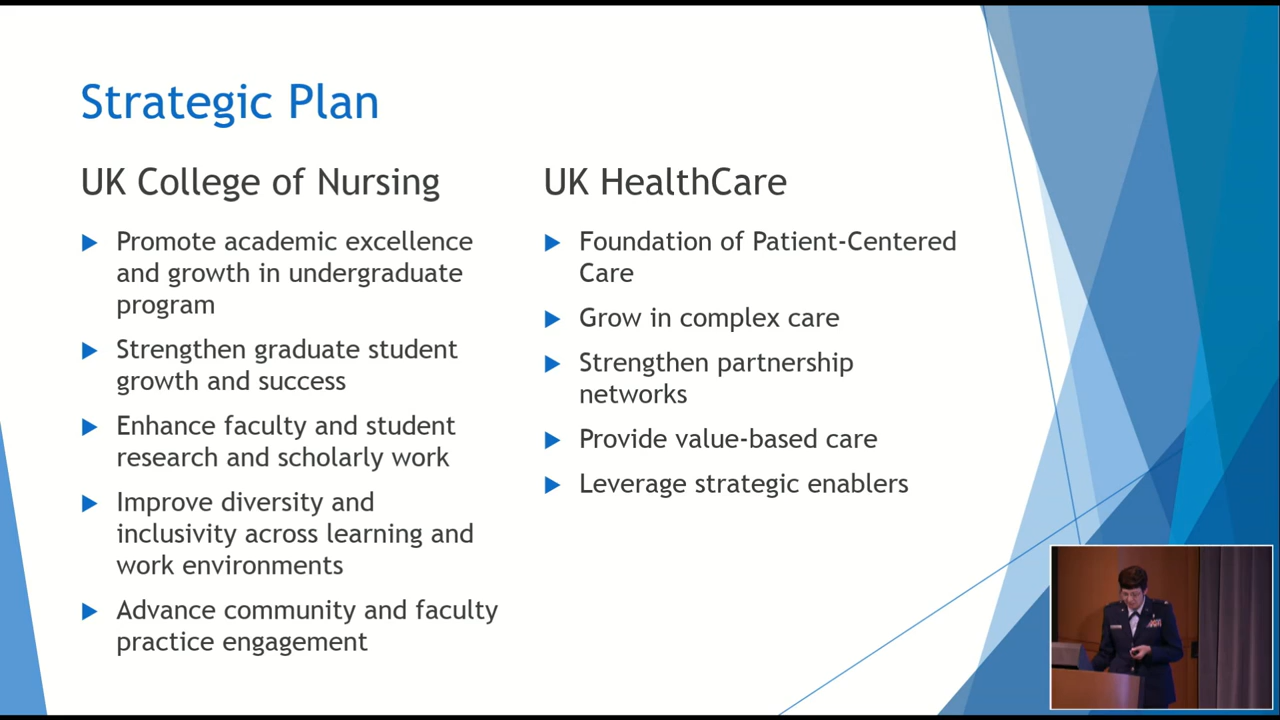 Strategic Plan
UK College of Nursing
Promote academic excellence
and growth in undergraduate
program
Strengthen graduate student
growth and success
Enhance faculty and student
research and scholarly work
Improve diversity and
inclusivity across learning and
work environments
Advance community and faculty
practice engagement
UK HealthCare
Foundation of Patient-Centered
Care
Grow in complex care
Strengthen partnership
networks
Provide value-based care
Leverage strategic enablers